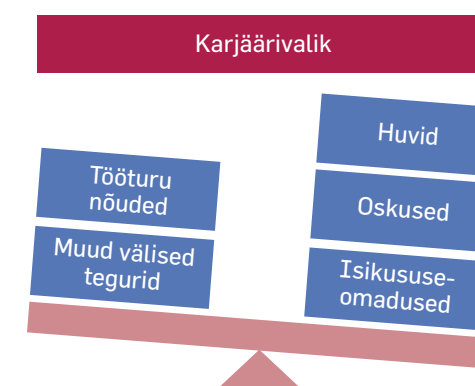 Karjäärivalik
Tööturu
nõuded
Muud välised
tegurid
Huvid
Oskused
Isikususe-
omadused